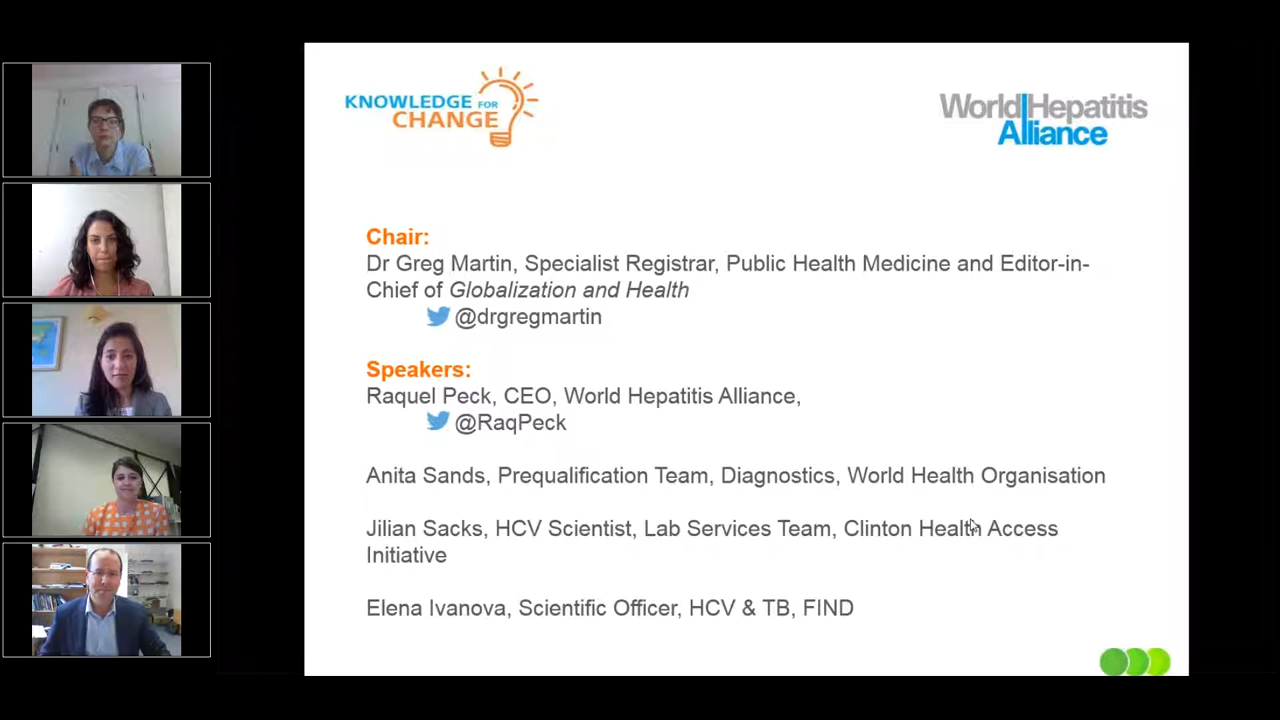 KNOWLEDGE FOR
CHANGE
World Hepatitis
Alliance
Chair:
Dr Greg Martin, Specialist Registrar, Public Health Medicine and Editor-in-
Chief of Globalization and Health
@drgregmartin
Speakers:
Raquel Peck, CEO, World Hepatitis Alliance,
@RaqPeck
Anita Sands, Prequalification Team, Diagnostics, World Health Organisation
Jilian Sacks, HCV Scientist, Lab Services Team, Clinton Health Access
Initiative
Elena Ivanova, Scientific Officer, HCV & TB, FIND